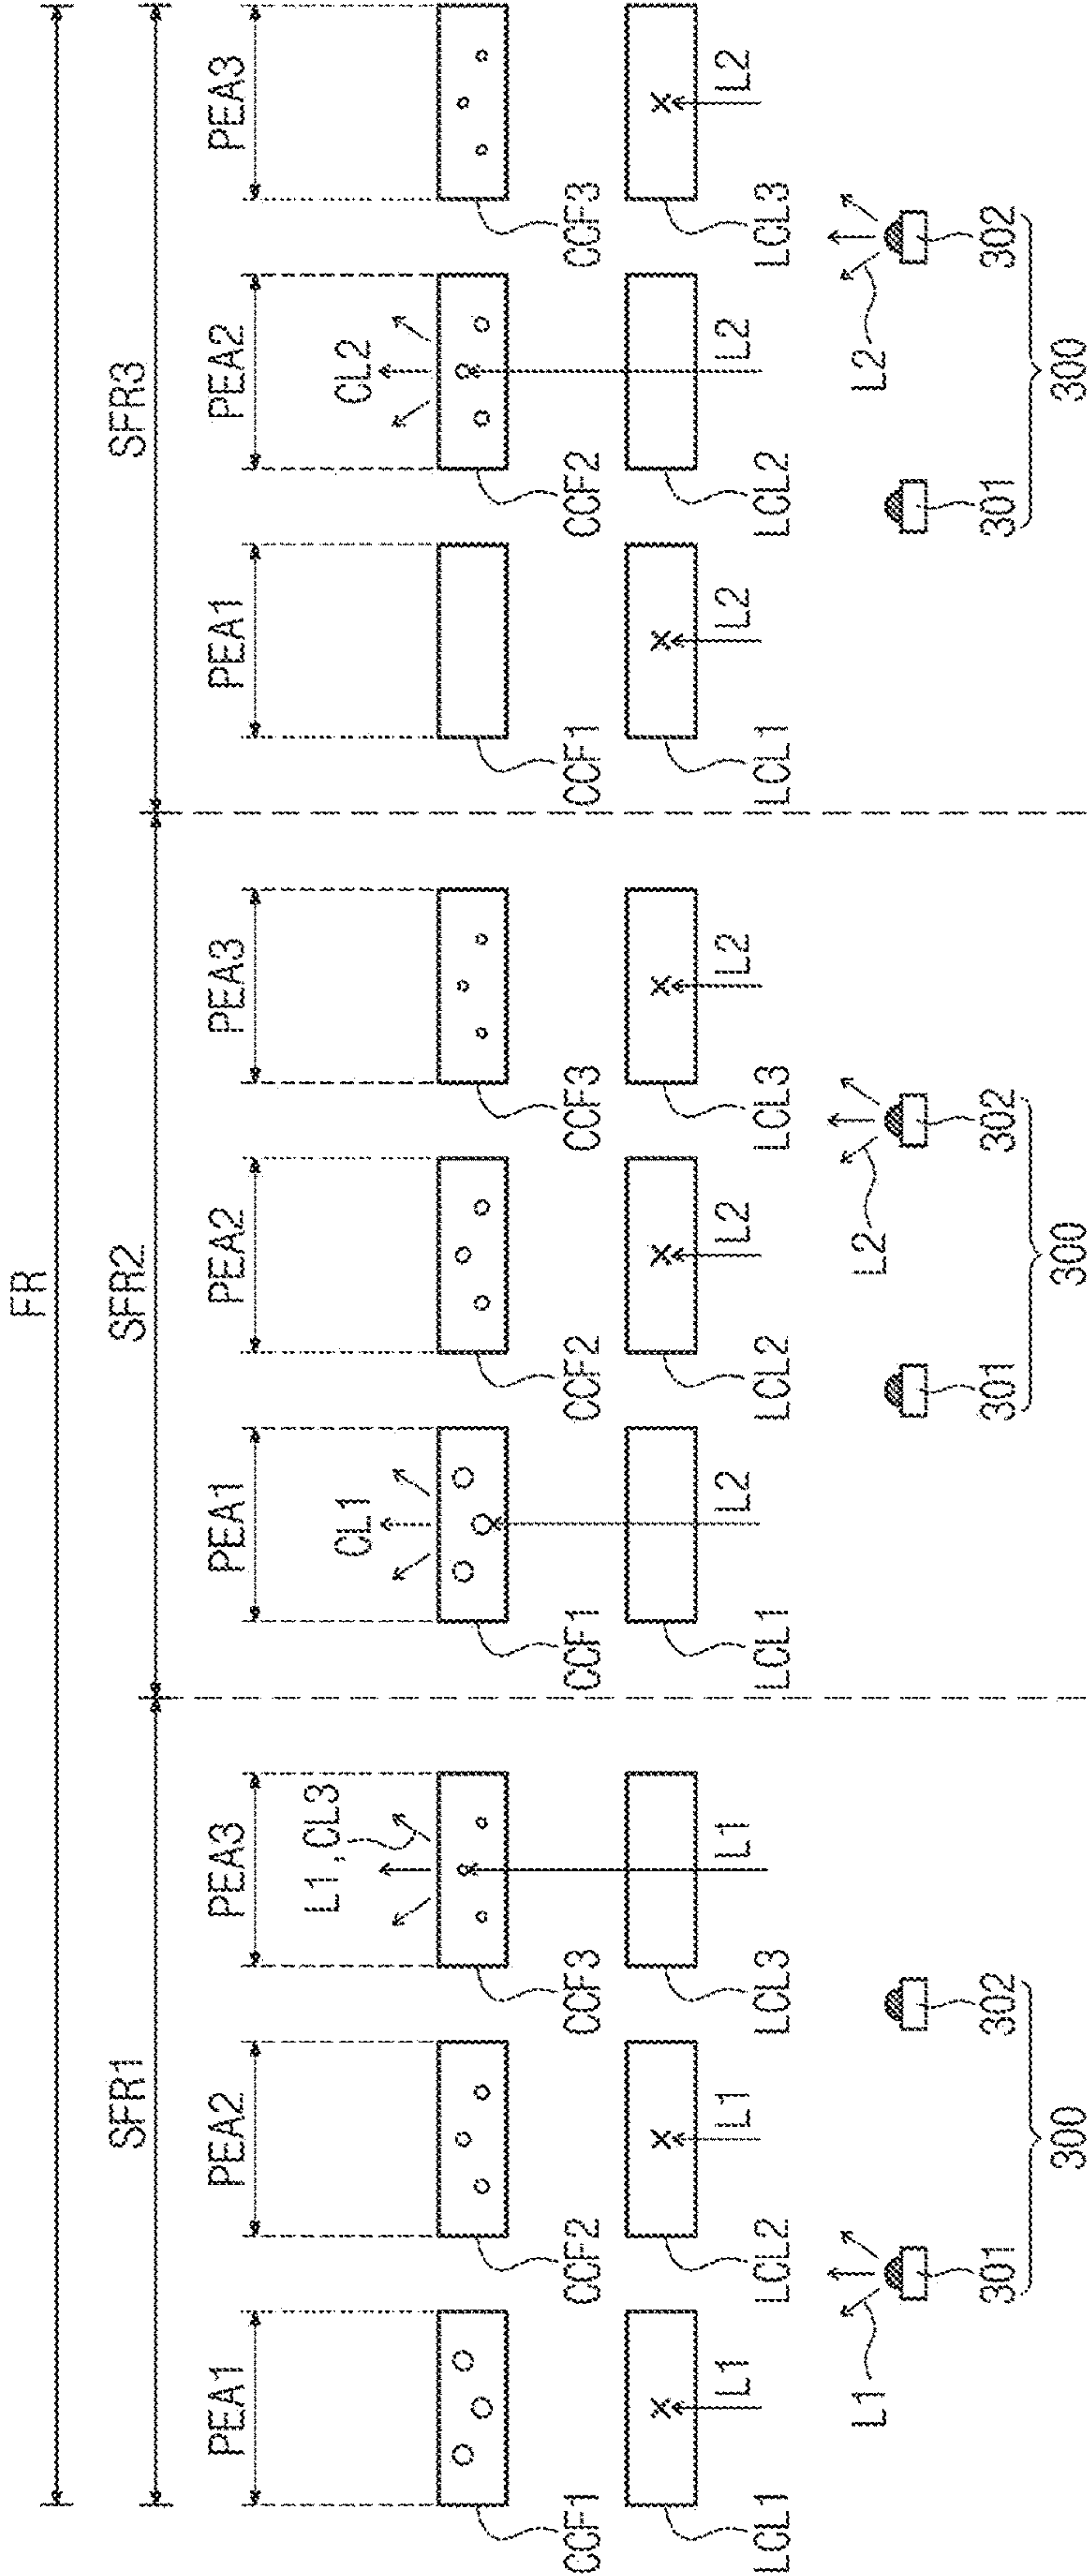 FR
SFR1
SFR2
SFR3
PEA1
PEA2
PEA3
PEA1
PEA2
PEA3
PEA1
PEA2
PEA3
L1, CL3
CL1
CL2
CCF1
CCF2
CCF3
CCF1
CCF2
CCF3
CCF1
CCF2
CCF3
L1
L1
L1
L2
L2
L2
L2
L2
L2
LCL1
LCL2
LCL3
LCL1
LCL2
LCL3
LCL1
LCL2
LCL3
L1
L2
L2
301
302
301
302
301
302
300
300
300